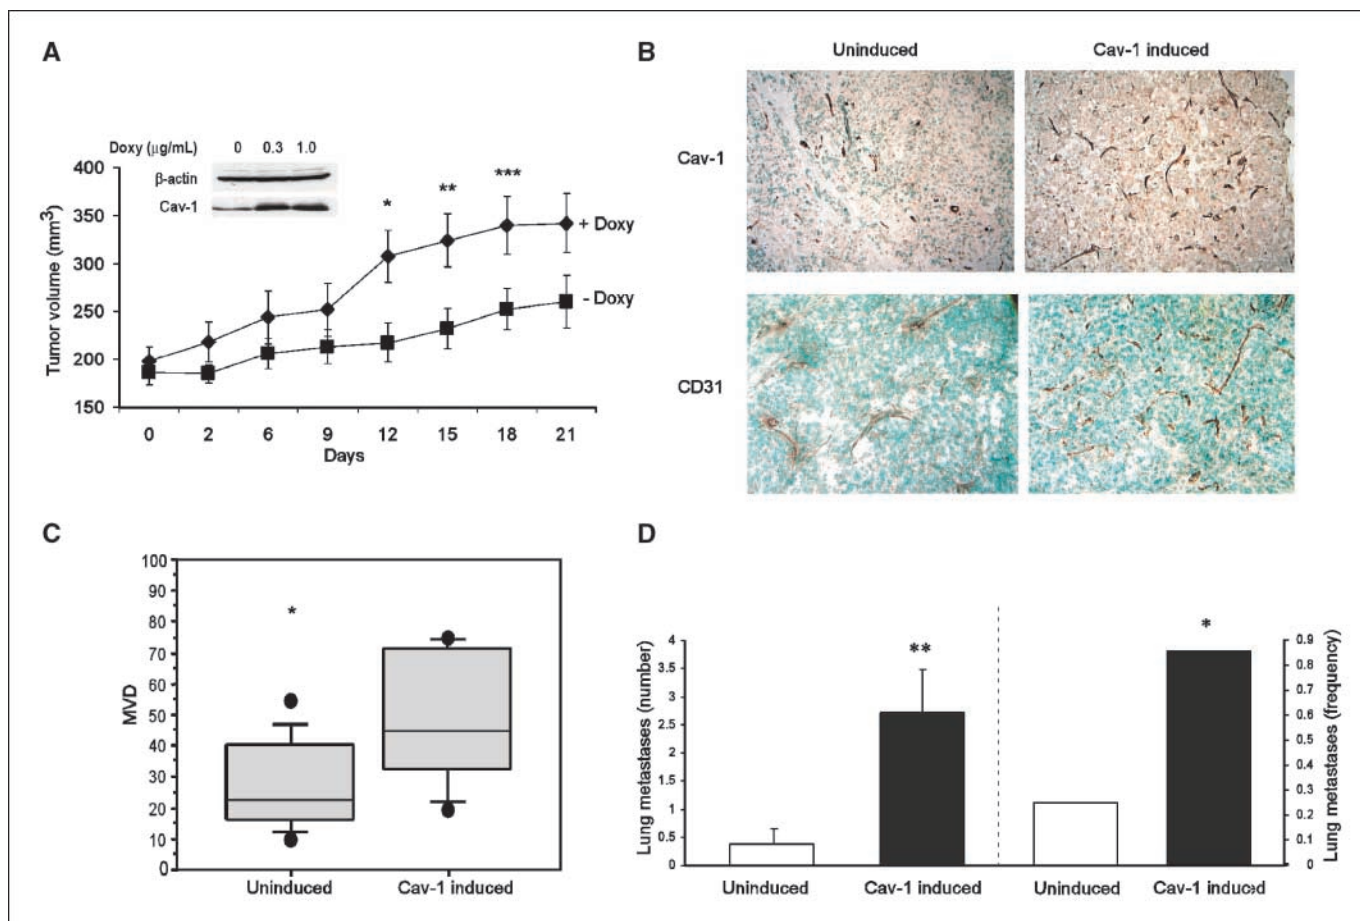 A
Doxy (μg/mL) 0 0.3 1.0
β-actin
Cav-1
Tumor volume (mm³)
400
350
300
250
200
150
* ** ***
+ Doxy
- Doxy
0 2 6 9 12 15 18 21
Days
B
Uninduced Cav-1 induced
Cav-1
CD31
C
MVD
100
90
80
70
60
50
40
30
20
10
0
*
Uninduced Cav-1 induced
D
Lung metastases (number)
4
3.5
3
2.5
2
1.5
1
0.5
0
** *
0.9
0.8
0.7
0.6
0.5
0.4
0.3
0.2
0.1
0
Lung metastases (frequency)
Uninduced Cav-1 induced Uninduced Cav-1 induced